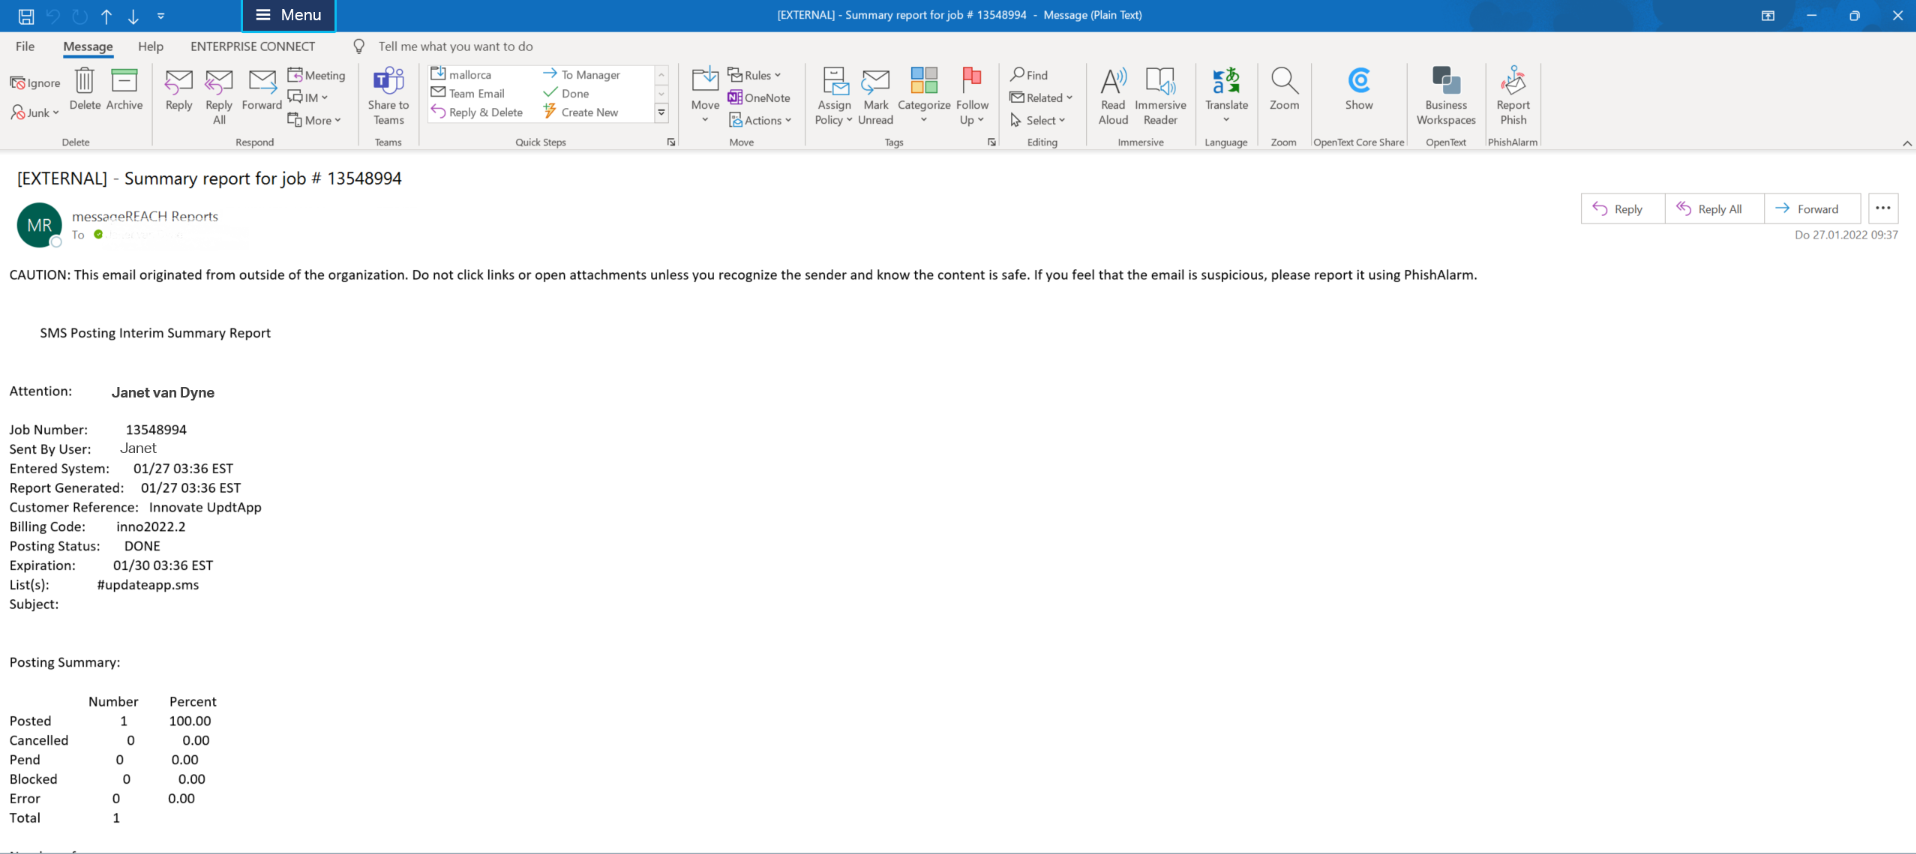 Menu
[EXTERNAL] - Summary report for job # 13548994 - Message (Plain Text)
File Message Help ENTERPRISE CONNECT Tell me what you want to do
Ignore
Junk
Delete
Archive
Delete
Reply
Reply All
Forward
Meeting
IM
More
Respond
Share to Teams
Teams
mallorca
Team Email
Reply & Delete
To Manager
Done
Create New
Quick Steps
Move
Rules
OneNote
Actions
Move
Assign Policy
Mark Unread
Categorize
Follow Up
Tags
Find
Related
Select
Editing
Read Aloud
Immersive Reader
Immersive
Translate
Language
Zoom
Zoom
Show
OpenText Core Share
Business Workspaces
OpenText
Report Phish
PhishAlarm
[EXTERNAL] - Summary report for job # 13548994
MR
messageREACH Reports
To
Reply
Reply All
Forward
Do 27.01.2022 09:37
CAUTION: This email originated from outside of the organization. Do not click links or open attachments unless you recognize the sender and know the content is safe. If you feel that the email is suspicious, please report it using PhishAlarm.
SMS Posting Interim Summary Report
Attention: Janet van Dyne
Job Number: 13548994
Sent By User: Janet
Entered System: 01/27 03:36 EST
Report Generated: 01/27 03:36 EST
Customer Reference: Innovate UpdtApp
Billing Code: inno2022.2
Posting Status: DONE
Expiration: 01/30 03:36 EST
List(s): #updateapp.sms
Subject:
Posting Summary:
Number Percent
Posted 1 100.00
Cancelled 0 0.00
Pend 0 0.00
Blocked 0 0.00
Error 0 0.00
Total 1